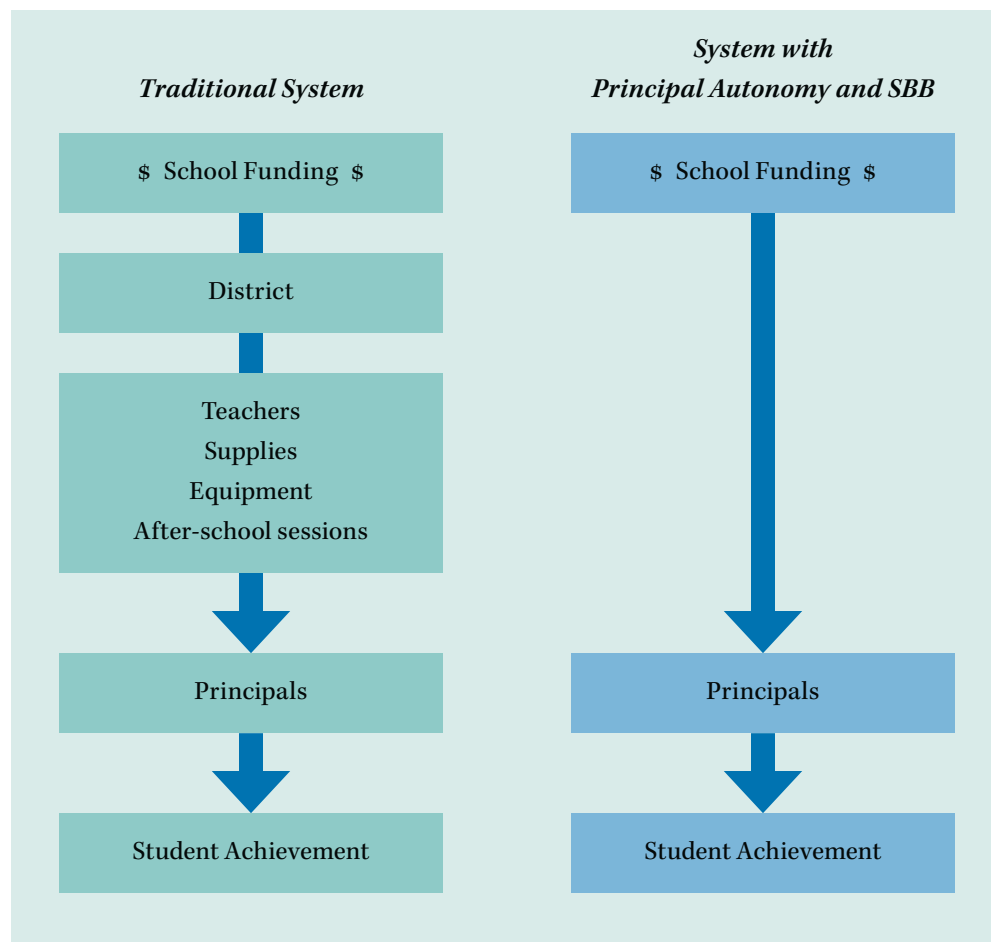 Traditional System
$ School Funding $
District
Teachers
Supplies
Equipment
After-school sessions
Principals
Student Achievement
System with
Principal Autonomy and SBB
$ School Funding $
Principals
Student Achievement